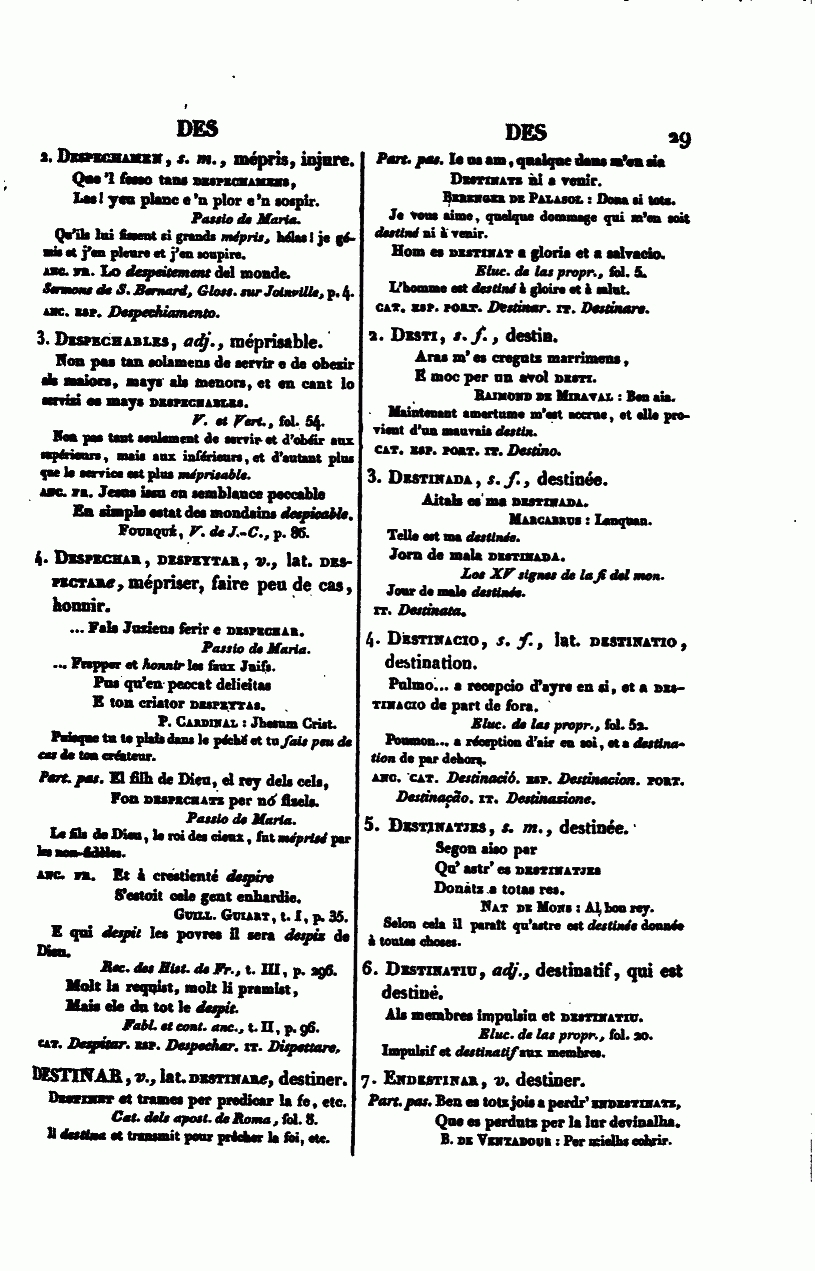 DES
2. Despechamen, s. m., mépris, injure.
Que 'l fesso tans despechamens,
Las! yeu planc e 'n plor e 'n sospir.
Passio de Maria.
Qu'ils lui fissent si grands mépris, hélas! je gé-
mis et j'en pleure et j'en soupire.
anc. fr. Lo despeitement del monde.
Sermons de S. Bernard, Gloss. sur Joinville, p. 4.
anc. esp. Despechiamento.
3. Despechables, adj., méprisable.
Non pas tan solamens de servir e de obezir
als maiors, mays als menors, et en cant lo
servizi es mays despechables.
V. et Vert., fol. 54.
Non pas tant seulement de servir et d'obéir aux
supérieurs, mais aux inférieurs, et d'autant plus
que le service est plus méprisable.
anc. fr. Jesus issu en semblance peccable
En simple estat des mondains despicable.
Fourqué, V. de J.-C., p. 86.
4. Despechar, despeytar, v., lat. des-
pectare, mépriser, faire peu de cas,
honnir.
... Fals Juzieus ferir e despechar.
Passio de Maria.
... Frapper et honnir les faux Juifs.
Pus qu'en peccat delieitas
E ton criator despeytas.
P. Cardinal: Jhesum Crist.
Puisque tu te plais dans le péché et tu fais peu de
cas de ton créateur.
Part. pas. El filh de Dieu, el rey dels cels,
Fon despechatz per nó fizels.
Passio de Maria.
Le fils de Dieu, le roi des cieux, fut méprisé par
les non-fidèles.
anc. fr. Et à crestienté despire
S'estoit cele gent enhardie.
Guill. Guiart, t. I, p. 35.
E qui despit les povres il sera despiz de
Dieu.
Rec. des Hist. de Fr., t. III, p. 296.
Molt la requist, molt li pramist,
Mais ele du tot le despit.
Fabl. et cont. anc., t. II, p. 96.
cat. Despitar. esp. Despechar. it. Dispettare.
DESTINAR, v., lat. destinare, destiner.
Destinet et trames per predicar la fe, etc.
Cat. dels apost. de Roma, fol. 8.
Il destina et transmit pour prêcher la foi, etc.
DES 29
Part. pas. Ie us am, qualque dans m'en sia
Destinats ni a venir.
Berenger de Palasol: Dona si totz.
Je vous aime, quelque dommage qui m'en soit
destiné ni à venir.
Hom es destinat a gloria et a salvacio.
Eluc. de las propr., fol. 5.
L'homme est destiné à gloire et à salut.
cat. esp. port. Destinar. it. Destinare.
2. Desti, s. f., destin.
Aras m'es cregutz marrimens,
E moc per un avol desti.
Raimond de Miraval: Ben aia.
Maintenant amertume m'est accrue, et elle pro-
vient d'un mauvais destin.
cat. esp. port. it. Destino.
3. Destinada, s. f., destinée.
Aitals es ma destinada.
Marcabrus: Lanquan.
Telle est ma destinée.
Jorn de mala destinada.
Los XV signes de la fi del mon.
Jour de male destinée.
it. Destinata.
4. Destinacio, s. f., lat. destinatio,
destination.
Pulmo... a recepcio d'ayre en si, et a des-
tinacio de part de fora.
Eluc. de las propr., fol. 52.
Poumon... a réception d'air en soi, et a destina-
tion de par dehors.
anc. cat. Destinació. esp. Destinacion. port.
Destinação. it. Destinazione.
5. Destinatjes, s. m., destinée.
Segon aiso par
Qu'astr'es destinatjes
Donatz a totas res.
Nat de Mons: Al bon rey.
Selon cela il paraît qu'astre est destinée donnée
à toutes choses.
6. Destinatiu, adj., destinatif, qui est
destiné.
Als membres impulsiu et destinatiu.
Eluc. de las propr., fol. 20.
Impulsif et destinatif aux membres.
7. Endestinar, v. destiner.
Part. pas. Ben es totz jois a perdr'endestinatz,
Que es perdutz per la lur devinalha.
B. de Ventadour: Per mielhs cobrir.